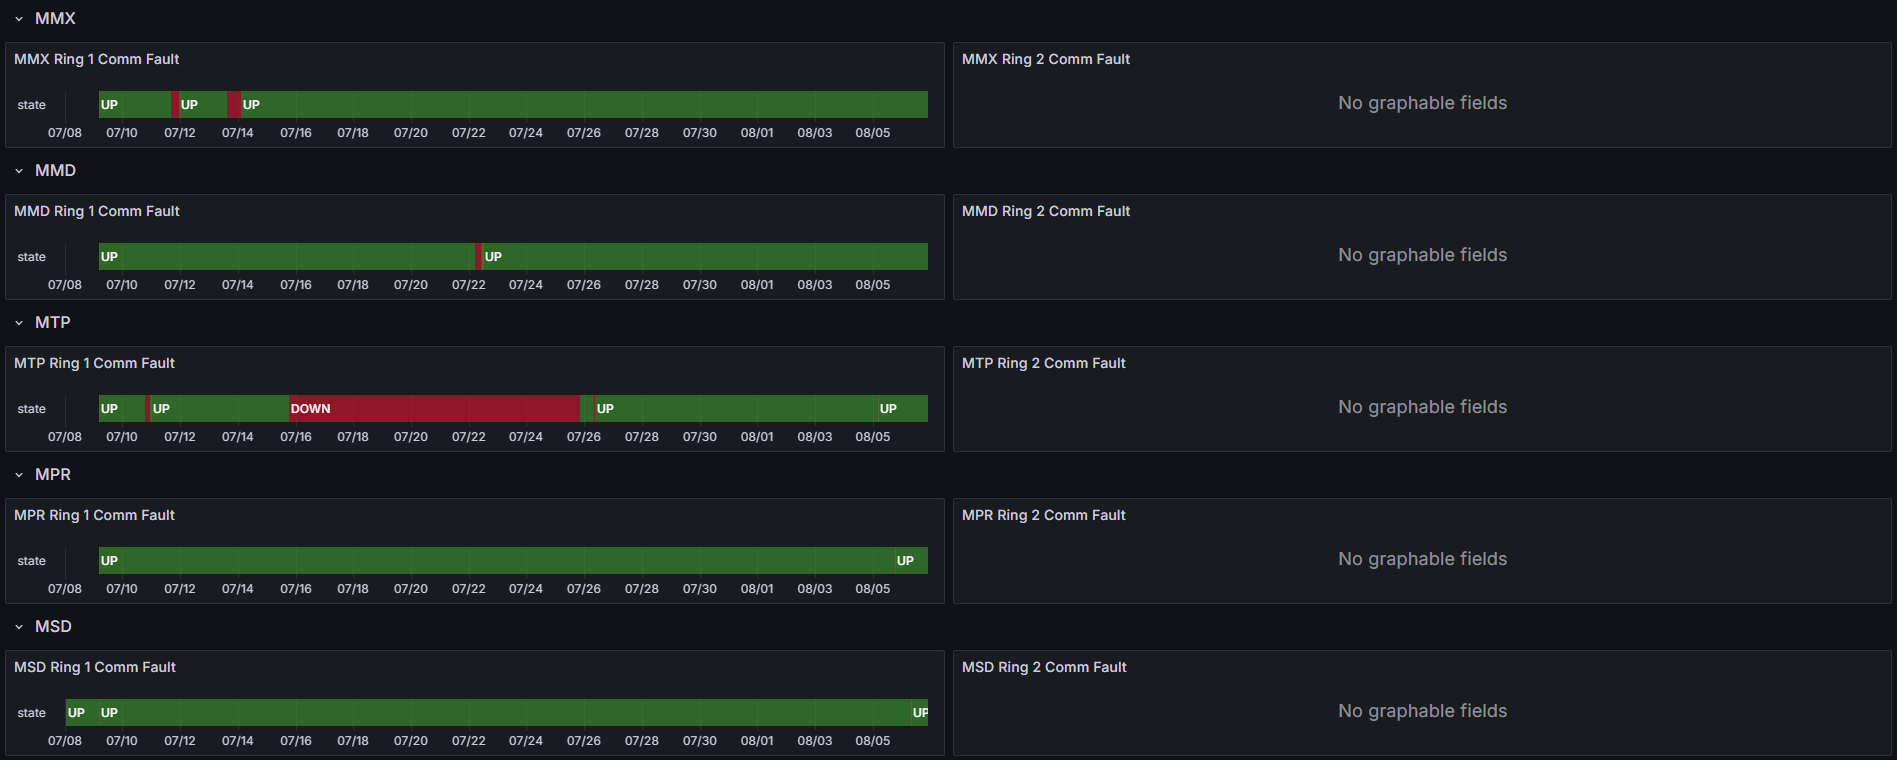 MMX
MMX Ring 1 Comm Fault
state UP UP UP
07/08 07/10 07/12 07/14 07/16 07/18 07/20 07/22 07/24 07/26 07/28 07/30 08/01 08/03 08/05
MMX Ring 2 Comm Fault
No graphable fields
MMD
MMD Ring 1 Comm Fault
state UP UP
07/08 07/10 07/12 07/14 07/16 07/18 07/20 07/22 07/24 07/26 07/28 07/30 08/01 08/03 08/05
MMD Ring 2 Comm Fault
No graphable fields
MTP
MTP Ring 1 Comm Fault
state UP UP DOWN UP UP
07/08 07/10 07/12 07/14 07/16 07/18 07/20 07/22 07/24 07/26 07/28 07/30 08/01 08/03 08/05
MTP Ring 2 Comm Fault
No graphable fields
MPR
MPR Ring 1 Comm Fault
state UP UP
07/08 07/10 07/12 07/14 07/16 07/18 07/20 07/22 07/24 07/26 07/28 07/30 08/01 08/03 08/05
MPR Ring 2 Comm Fault
No graphable fields
MSD
MSD Ring 1 Comm Fault
state UP UP UP
07/08 07/10 07/12 07/14 07/16 07/18 07/20 07/22 07/24 07/26 07/28 07/30 08/01 08/03 08/05
MSD Ring 2 Comm Fault
No graphable fields